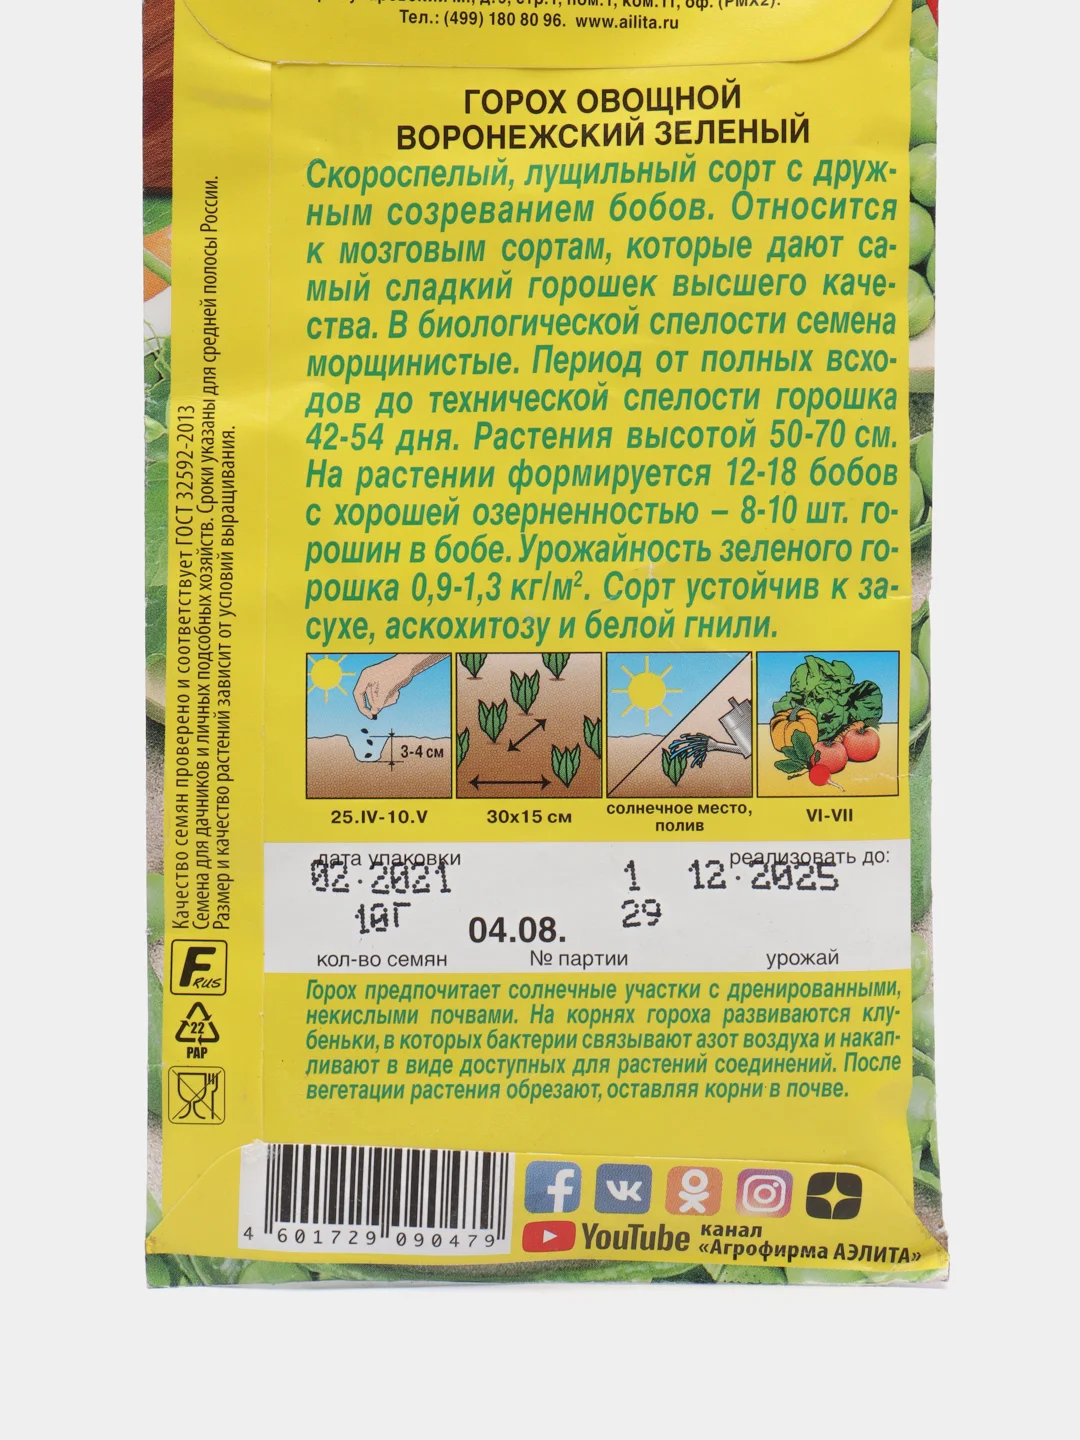 Тел.: (499) 180 80 96. www.ailita.ru
ГОРОХ ОВОЩНОЙ
ВОРОНЕЖСКИЙ ЗЕЛЕНЫЙ
Скороспелый, лущильный сорт с друж-
ным созреванием бобов. Относится
к мозговым сортам, которые дают са-
мый сладкий горошек высшего каче-
ства. В биологической спелости семена
морщинистые. Период от полных всхо-
дов до технической спелости горошка
42-54 дня. Растения высотой 50-70 см.
На растении формируется 12-18 бобов
с хорошей озерненностью – 8-10 шт. го-
рошин в бобе. Урожайность зеленого го-
рошка 0,9-1,3 кг/м². Сорт устойчив к за-
сухе, аскохитозу и белой гнили.
3-4 см
25.IV-10.V
30х15 см
солнечное место,
полив
VI-VII
дата упаковки
реализовать до:
02.2021 1 12.2025
10Г 04.08. 29
кол-во семян № партии урожай
Горох предпочитает солнечные участки с дренированными,
некислыми почвами. На корнях гороха развиваются клу-
беньки, в которых бактерии связывают азот воздуха и накап-
ливают в виде доступных для растений соединений. После
вегетации растения обрезают, оставляя корни в почве.
Качество семян проверено и соответствует ГОСТ 32592-2013
Семена для дачников и личных подсобных хозяйств. Сроки указаны для средней полосы России.
Размер и качество растений зависит от условий выращивания.
F RUS
22
PAP
4 601729 090479
YouTube канал
«Агрофирма АЭЛИТА»